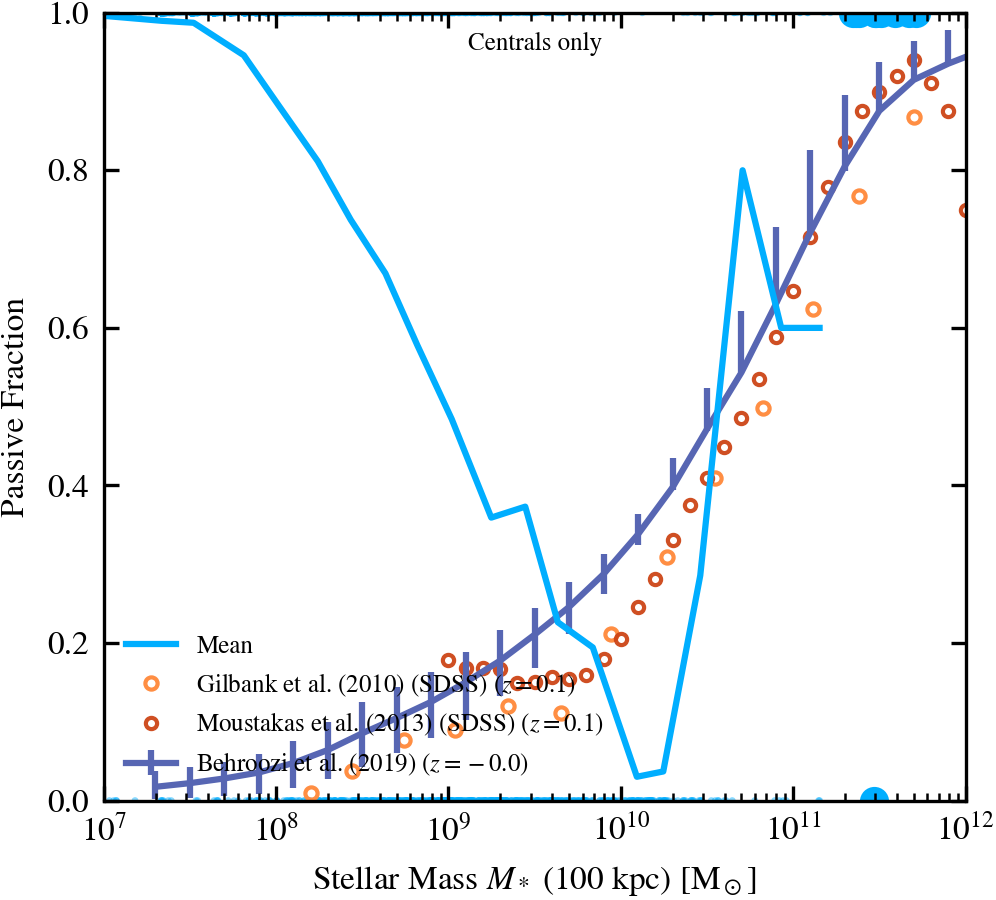 Centrals only
Passive Fraction
1.0
0.8
0.6
0.4
0.2
0.0
Mean
Gilbank et al. (2010) (SDSS) (z = 0.1)
Moustakas et al. (2013) (SDSS) (z = 0.1)
Behroozi et al. (2019) (z = −0.0)
10⁷ 10⁸ 10⁹ 10¹⁰ 10¹¹ 10¹²
Stellar Mass M* (100 kpc) [M⊙]